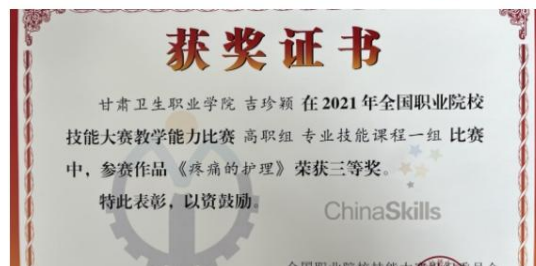 获奖证书
甘肃卫生职业学院 吉珍颖 在2021年全国职业院校
技能大赛教学能力比赛 高职组 专业技能课程一组 比赛
中，参赛作品《疼痛的护理》荣获三等奖。
特此表彰，以资鼓励。
ChinaSkills